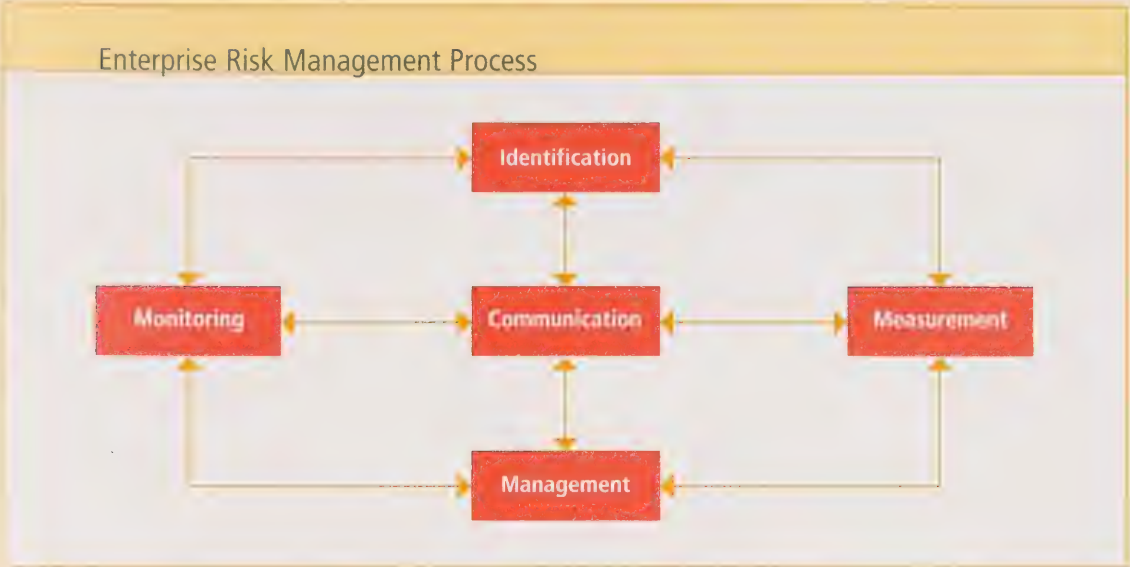 Enterprise Risk Management Process
Identification
Monitoring
Communication
Measurement
Management